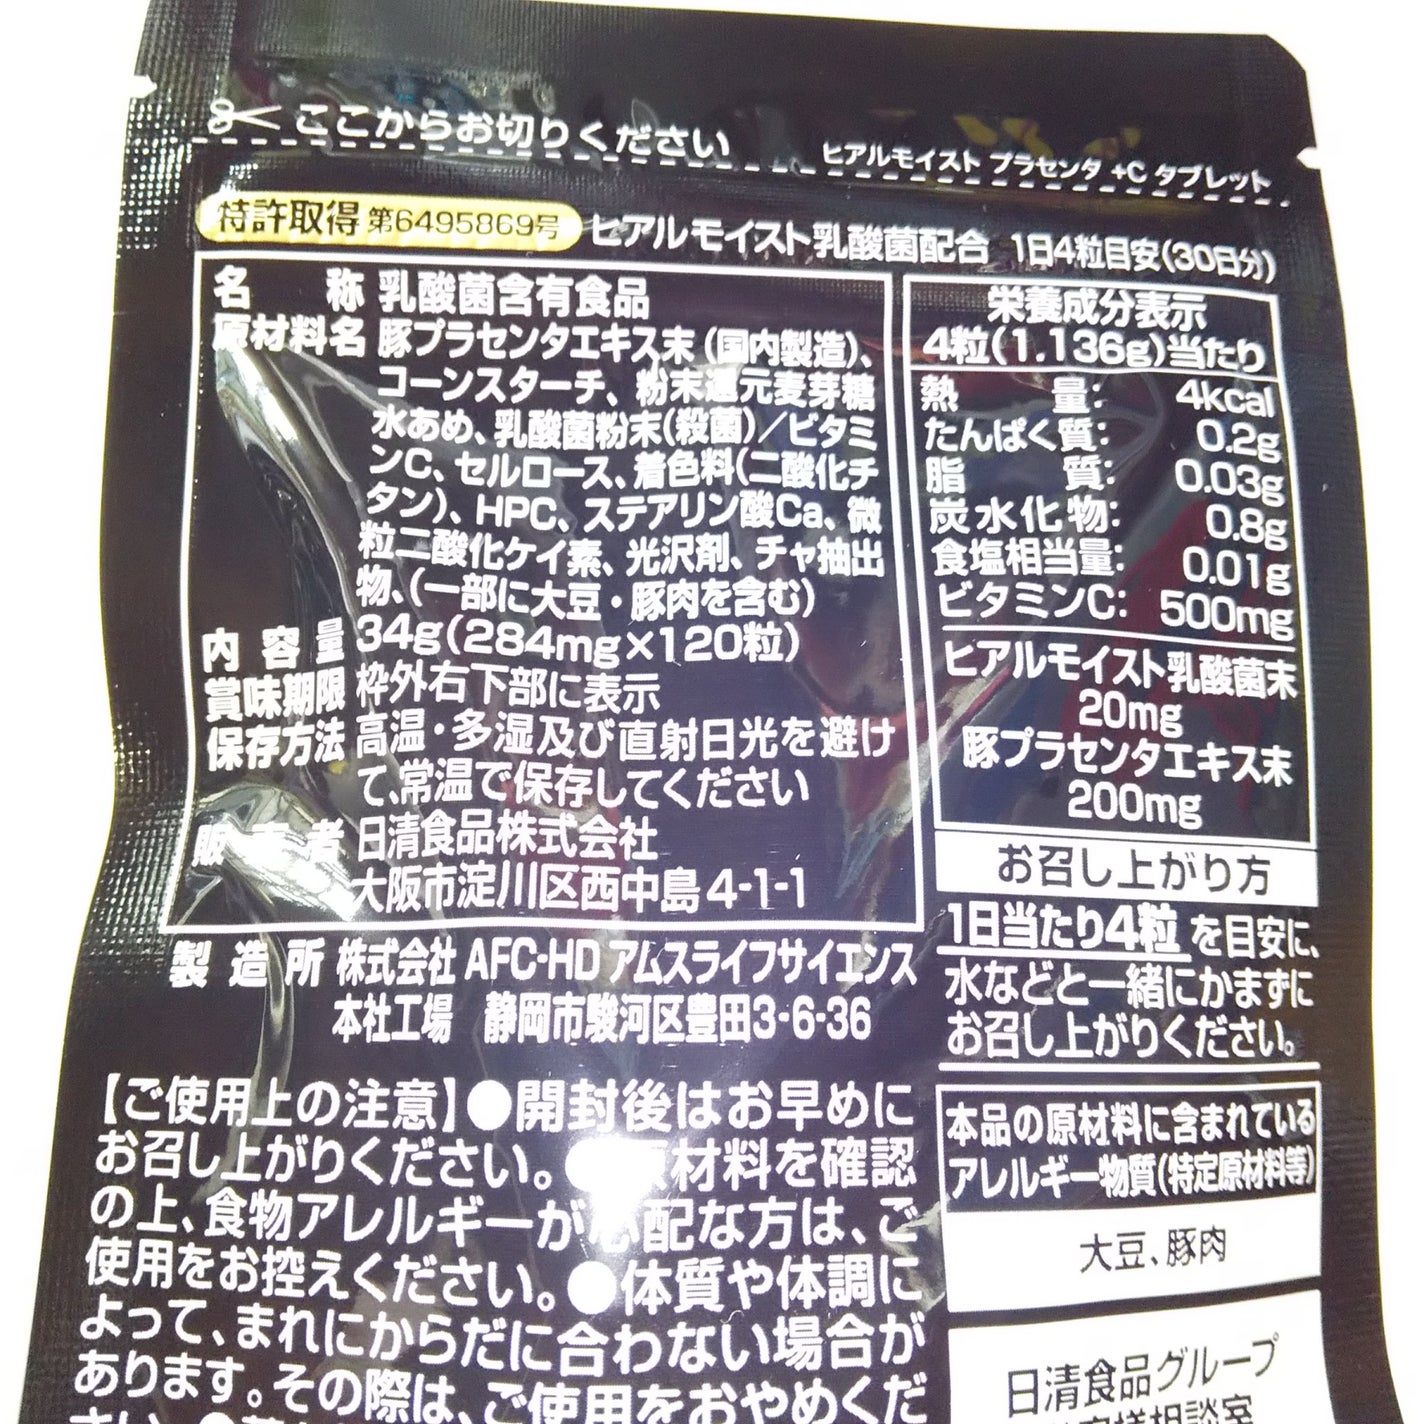 ここからお切りください
ヒアルモイスト プラセンタ +C タブレット
特許取得 第6495869号 ヒアルモイスト乳酸菌配合 1日4粒目安(30日分)
名称 乳酸菌含有食品
原材料名 豚プラセンタエキス末(国内製造)、
コーンスターチ、粉末還元麦芽糖
水あめ、乳酸菌粉末(殺菌)/ビタミ
ンC、セルロース、着色料(二酸化チ
タン)、HPC、ステアリン酸Ca、微
粒二酸化ケイ素、光沢剤、チャ抽出
物、(一部に大豆・豚肉を含む)
内容量 34g(284mg×120粒)
賞味期限 枠外右下部に表示
保存方法 高温・多湿及び直射日光を避け
て、常温で保存してください
販売者 日清食品株式会社
大阪市淀川区西中島4-1-1
製造所 株式会社 AFC-HD アムスライフサイエンス
本社工場 静岡市駿河区豊田3-6-36
【ご使用上の注意】●開封後はお早めに
お召し上がりください。●原材料を確認
の上、食物アレルギーが心配な方は、ご
使用をお控えください。●体質や体調に
よって、まれにからだに合わない場合が
あります。その際は、ご使用をおやめくだ
さい。●
栄養成分表示
4粒(1.136g)当たり
熱量: 4kcal
たんぱく質: 0.2g
脂質: 0.03g
炭水化物: 0.8g
食塩相当量: 0.01g
ビタミンC: 500mg
ヒアルモイスト乳酸菌末
20mg
豚プラセンタエキス末
200mg
お召し上がり方
1日当たり4粒を目安に、
水などと一緒にかまずに
お召し上がりください。
本品の原材料に含まれている
アレルギー物質(特定原材料等)
大豆、豚肉
日清食品グループ
お客様相談室